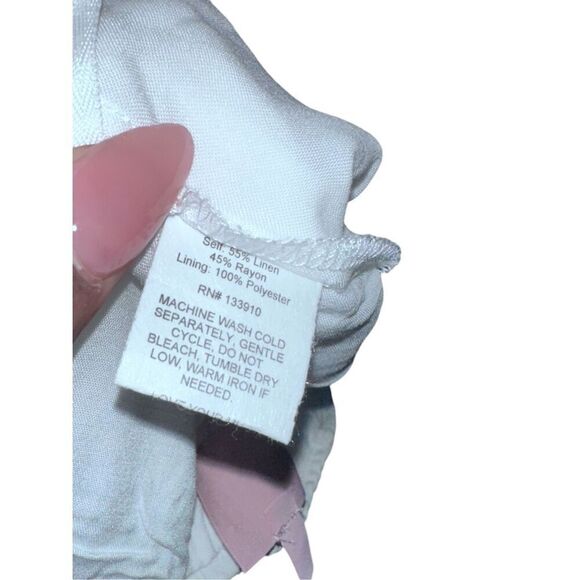 Self: 55% Linen
45% Rayon
Lining: 100% Polyester
RN# 133910
MACHINE WASH COLD
SEPARATELY, GENTLE
CYCLE, DO NOT
BLEACH, TUMBLE DRY
LOW, WARM IRON IF
NEEDED.
LOVE